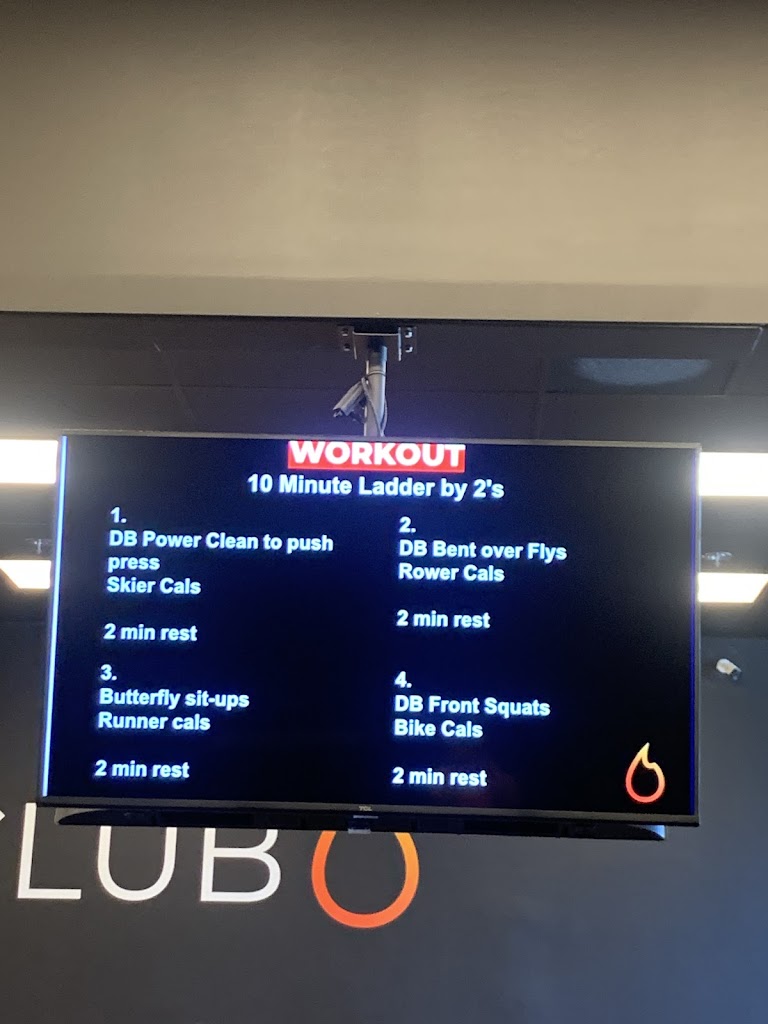 WORKOUT
10 Minute Ladder by 2's
1.
DB Power Clean to push
press
Skier Cals
2 min rest
2.
DB Bent over Flys
Rower Cals
2 min rest
3.
Butterfly sit-ups
Runner cals
2 min rest
4.
DB Front Squats
Bike Cals
2 min rest
TCL
LUB